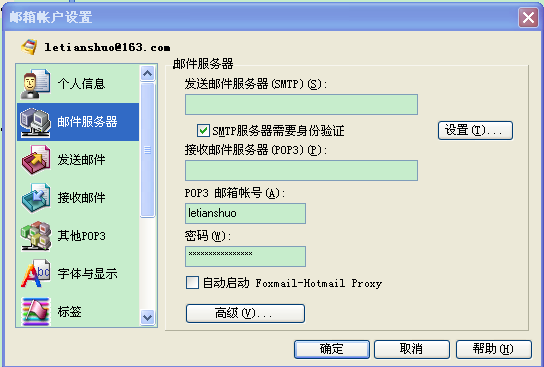 邮箱帐户设置
letianshuo@163.com
个人信息
邮件服务器
发送邮件
接收邮件
其他POP3
Abc
字体与显示
标签
邮件服务器
发送邮件服务器(SMTP)(S):
SMTP服务器需要身份验证
设置(T)...
接收邮件服务器(POP3)(P):
POP3 邮箱帐号(A):
letianshuo
密码(W):
****************
自动启动 Foxmail-Hotmail Proxy
高级(V)...
确定
取消
帮助(H)